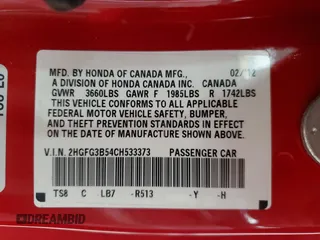 MFD. BY HONDA OF CANADA MFG., 02/12
A DIVISION OF HONDA CANADA INC. CANADA
GVWR 3660LBS GAWR F 1985LBS R 1742LBS
THIS VEHICLE CONFORMS TO ALL APPLICABLE
FEDERAL MOTOR VEHICLE SAFETY, BUMPER,
AND THEFT PREVENTION STANDARDS IN EFFECT
ON THE DATE OF MANUFACTURE SHOWN ABOVE.
V.I.N. 2HGFG3B54CH533373 PASSENGER CAR
TS8 C LB7 -R513 -Y -H
DREAMBID